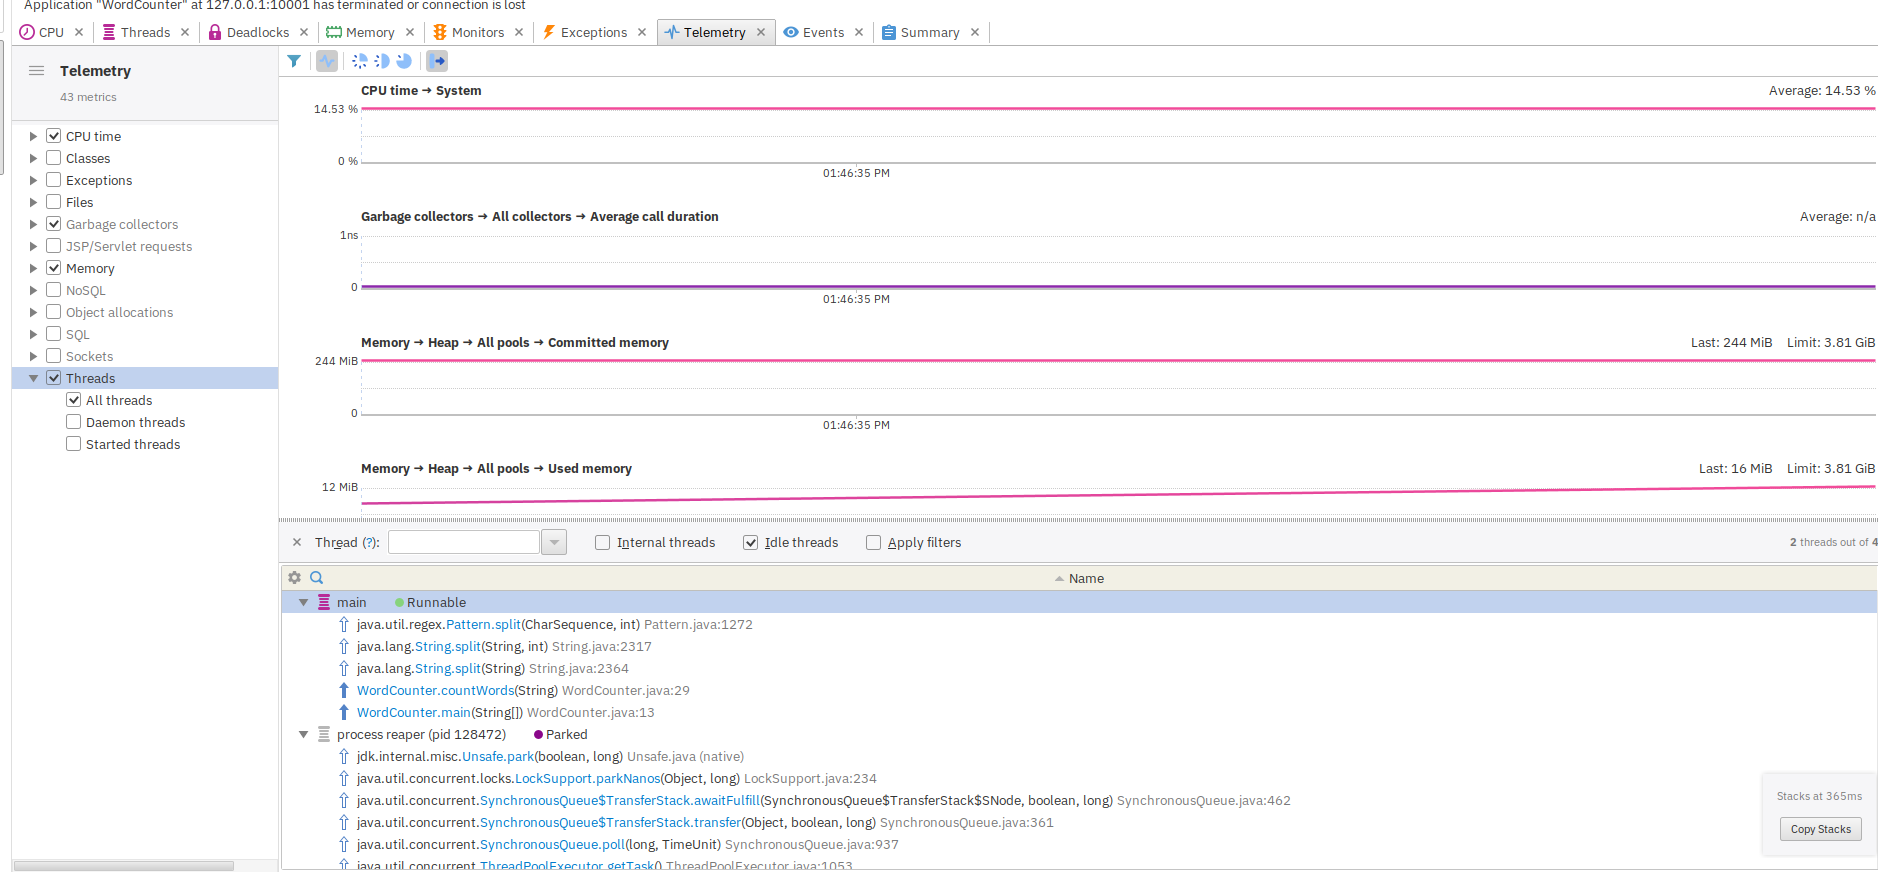 Application "WordCounter" at 127.0.0.1:10001 has terminated or connection is lost
CPU Threads Deadlocks Memory Monitors Exceptions Telemetry Events Summary
Telemetry
43 metrics
CPU time
Classes
Exceptions
Files
Garbage collectors
JSP/Servlet requests
Memory
NoSQL
Object allocations
SQL
Sockets
Threads
All threads
Daemon threads
Started threads
CPU time → System Average: 14.53 %
14.53 %
0 %
01:46:35 PM
Garbage collectors → All collectors → Average call duration Average: n/a
1ns
0
01:46:35 PM
Memory → Heap → All pools → Committed memory Last: 244 MiB Limit: 3.81 GiB
244 MiB
0
01:46:35 PM
Memory → Heap → All pools → Used memory Last: 16 MiB Limit: 3.81 GiB
12 MiB
Thread (?): Internal threads Idle threads Apply filters 2 threads out of 4
Name
main Runnable
java.util.regex.Pattern.split(CharSequence, int) Pattern.java:1272
java.lang.String.split(String, int) String.java:2317
java.lang.String.split(String) String.java:2364
WordCounter.countWords(String) WordCounter.java:29
WordCounter.main(String[]) WordCounter.java:13
process reaper (pid 128472) Parked
jdk.internal.misc.Unsafe.park(boolean, long) Unsafe.java (native)
java.util.concurrent.locks.LockSupport.parkNanos(Object, long) LockSupport.java:234
java.util.concurrent.SynchronousQueue$TransferStack.awaitFulfill(SynchronousQueue$TransferStack$SNode, boolean, long) SynchronousQueue.java:462
java.util.concurrent.SynchronousQueue$TransferStack.transfer(Object, boolean, long) SynchronousQueue.java:361
java.util.concurrent.SynchronousQueue.poll(long, TimeUnit) SynchronousQueue.java:937
java.util.concurrent.ThreadPoolExecutor.getTask() ThreadPoolExecutor.java:1053
Stacks at 365ms
Copy Stacks